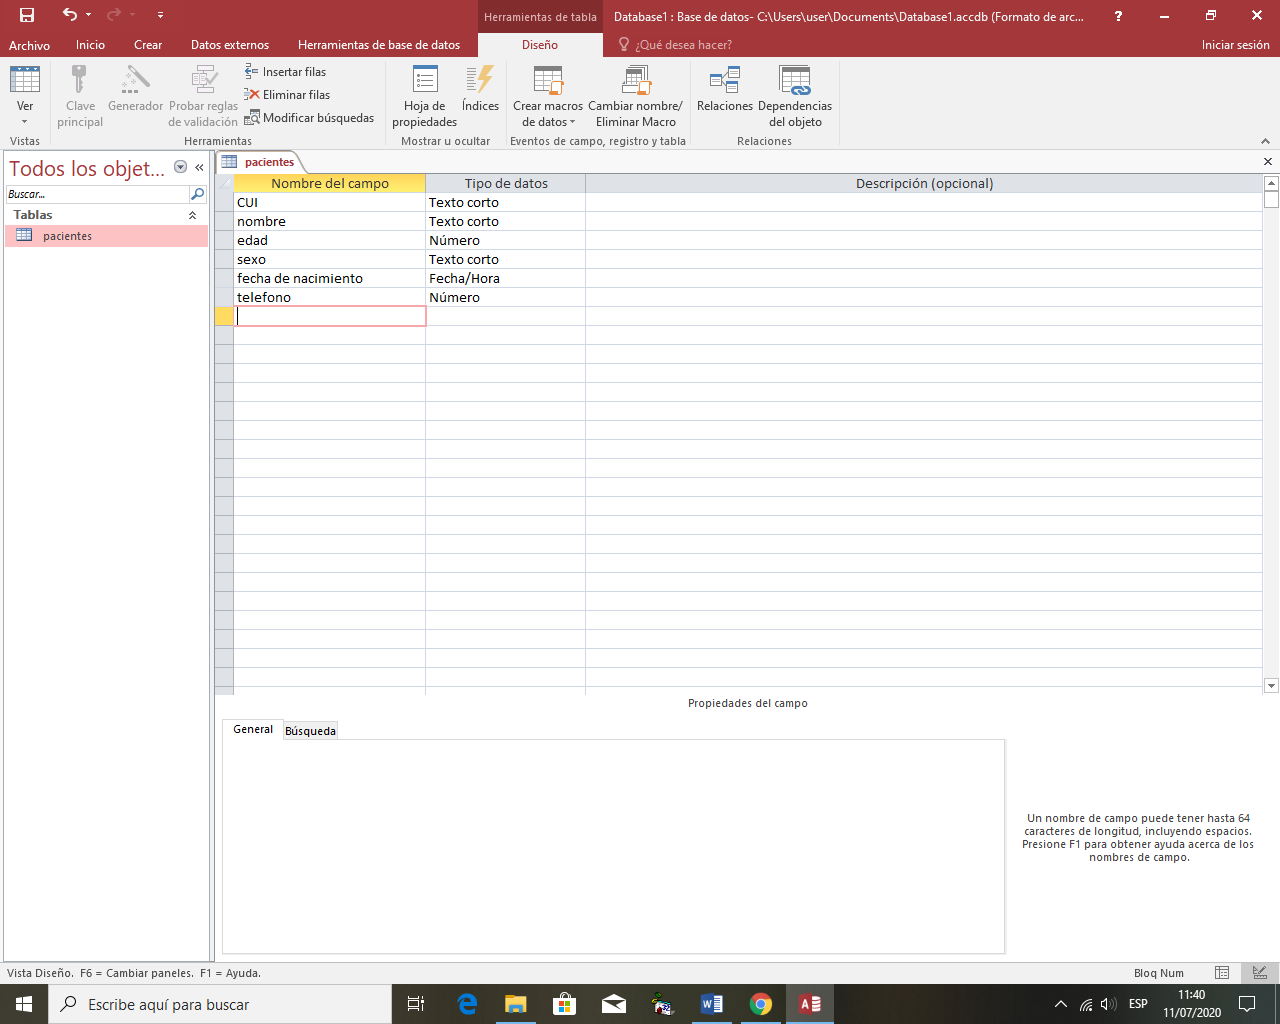 Herramientas de tabla
Database1 : Base de datos- C:\Users\user\Documents\Database1.accdb (Formato de arc...
?
Archivo
Inicio
Crear
Datos externos
Herramientas de base de datos
Diseño
¿Qué desea hacer?
Iniciar sesión
Ver
Vistas
Clave
principal
Generador
Probar reglas
de validación
Insertar filas
Eliminar filas
Modificar búsquedas
Herramientas
Hoja de
propiedades
Índices
Mostrar u ocultar
Crear macros
de datos
Cambiar nombre/
Eliminar Macro
Eventos de campo, registro y tabla
Relaciones
Dependencias
del objeto
Relaciones
Todos los objet...
Buscar...
Tablas
pacientes
pacientes
Nombre del campo Tipo de datos Descripción (opcional)
CUI Texto corto
nombre Texto corto
edad Número
sexo Texto corto
fecha de nacimiento Fecha/Hora
telefono Número
Propiedades del campo
General Búsqueda
Un nombre de campo puede tener hasta 64
caracteres de longitud, incluyendo espacios.
Presione F1 para obtener ayuda acerca de los
nombres de campo.
Vista Diseño. F6 = Cambiar paneles. F1 = Ayuda.
Bloq Num
Escribe aquí para buscar
ESP
11:40
11/07/2020